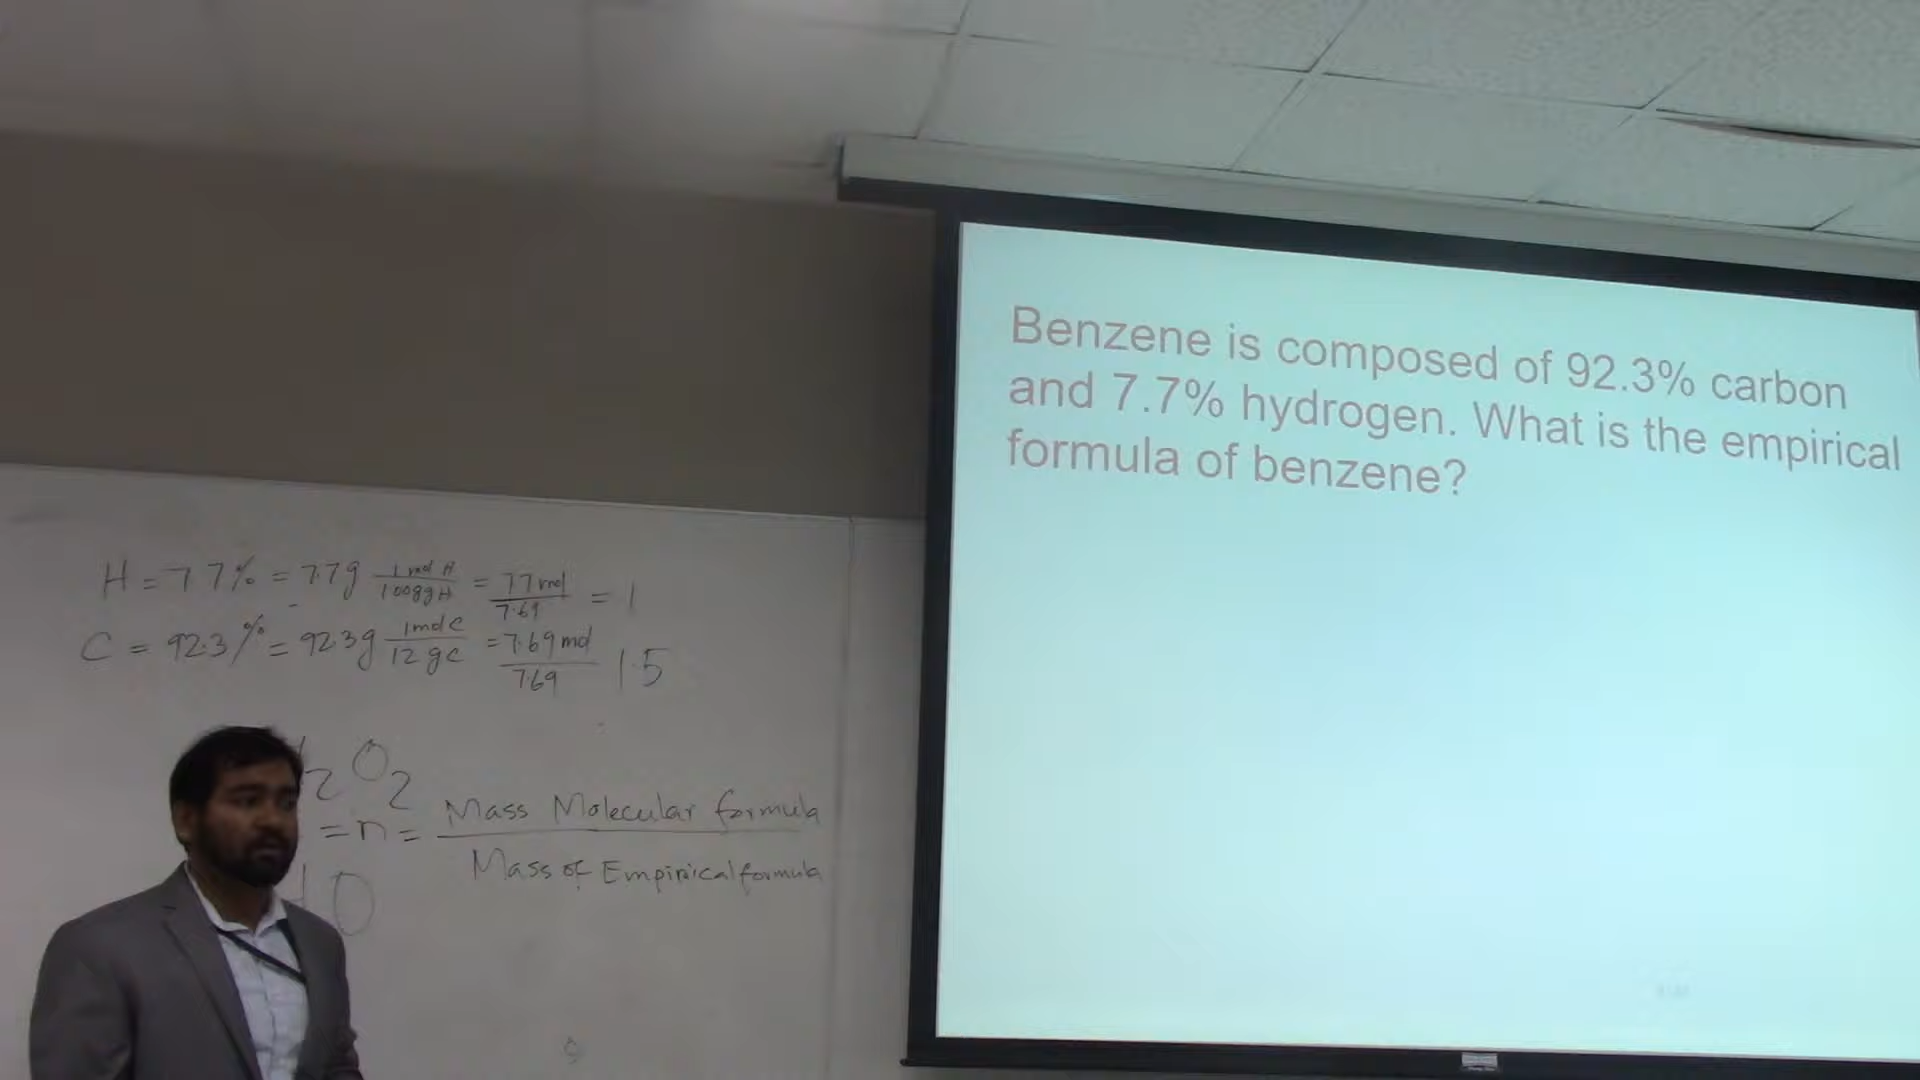 Benzene is composed of 92.3% carbon
and 7.7% hydrogen. What is the empirical
formula of benzene?
H = 7.7% = 7.7g 1 mol H / 1.008g H = 7.7 mol / 7.69 = 1
C = 92.3% = 92.3g 1 mol C / 12 g C = 7.69 mol / 7.69 1.5
2 O2
= n = Mass Molecular formula
Mass of Empirical formula
O